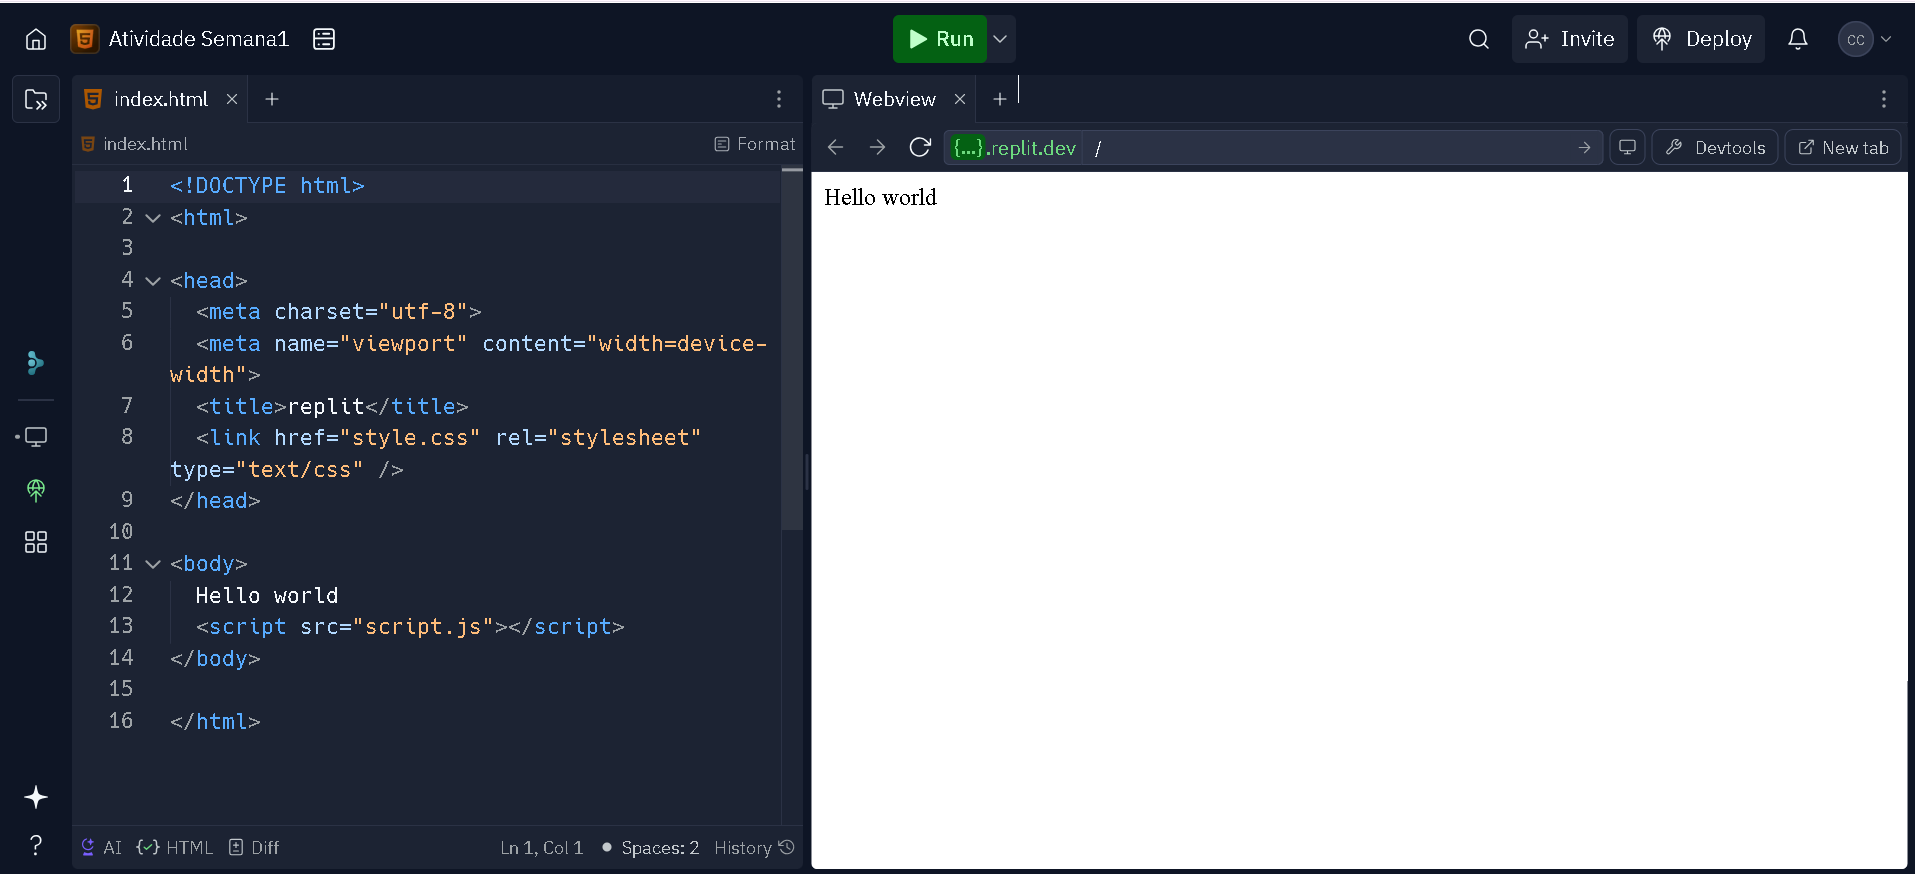 Atividade Semana1
Run
Invite
Deploy
CC
index.html
Webview
index.html
Format
{...}.replit.dev /
Devtools
New tab
1 <!DOCTYPE html>
2 <html>
3
4 <head>
5 <meta charset="utf-8">
6 <meta name="viewport" content="width=device-
width">
7 <title>replit</title>
8 <link href="style.css" rel="stylesheet"
type="text/css" />
9 </head>
10
11 <body>
12 Hello world
13 <script src="script.js"></script>
14 </body>
15
16 </html>
Hello world
AI
HTML
Diff
Ln 1, Col 1
Spaces: 2
History
?